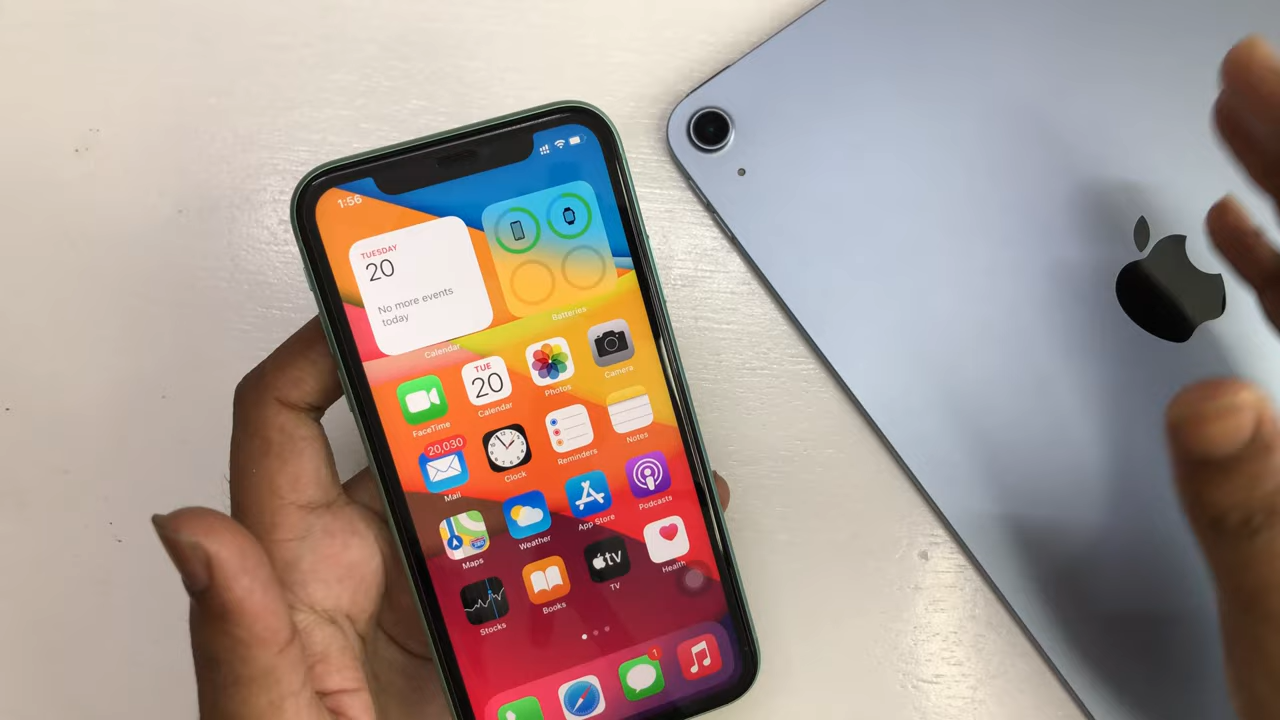 1:56
TUESDAY
20
No more events
today
Calendar
Batteries
FaceTime
TUE
20
Calendar
Photos
Camera
20,030
Mail
Clock
Reminders
Notes
Maps
Weather
App Store
Podcasts
Stocks
Books
tv
TV
Health
1